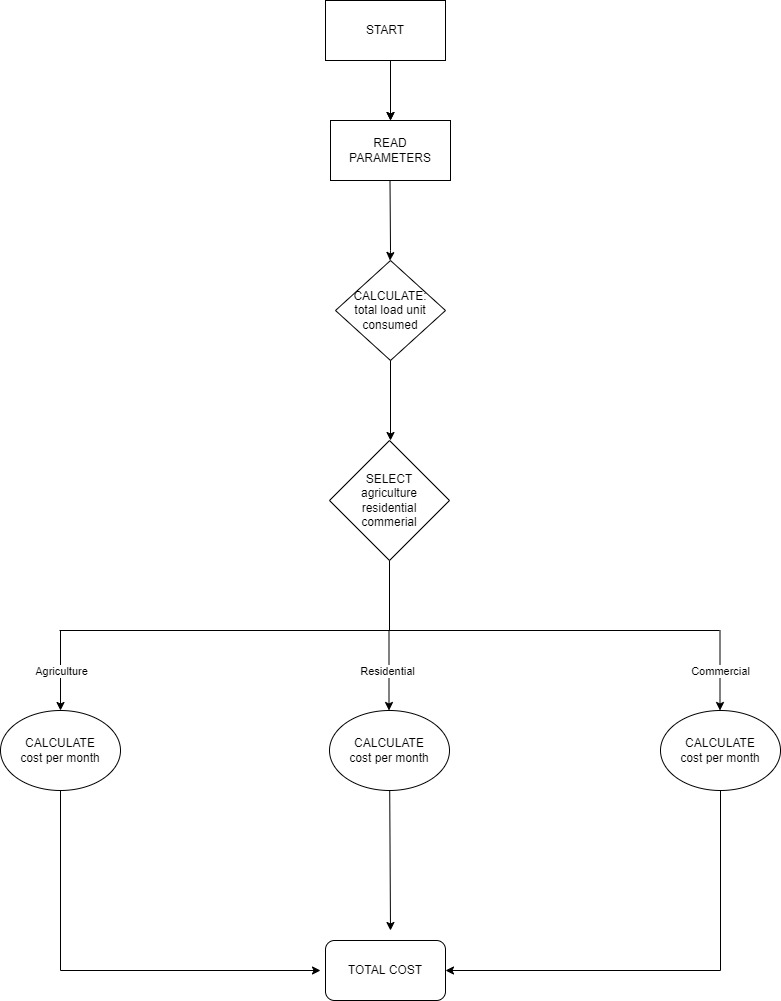 START
READ
PARAMETERS
CALCULATE:
total load unit
consumed
SELECT
agriculture
residential
commerial
Agriculture
Residential
Commercial
CALCULATE
cost per month
CALCULATE
cost per month
CALCULATE
cost per month
TOTAL COST